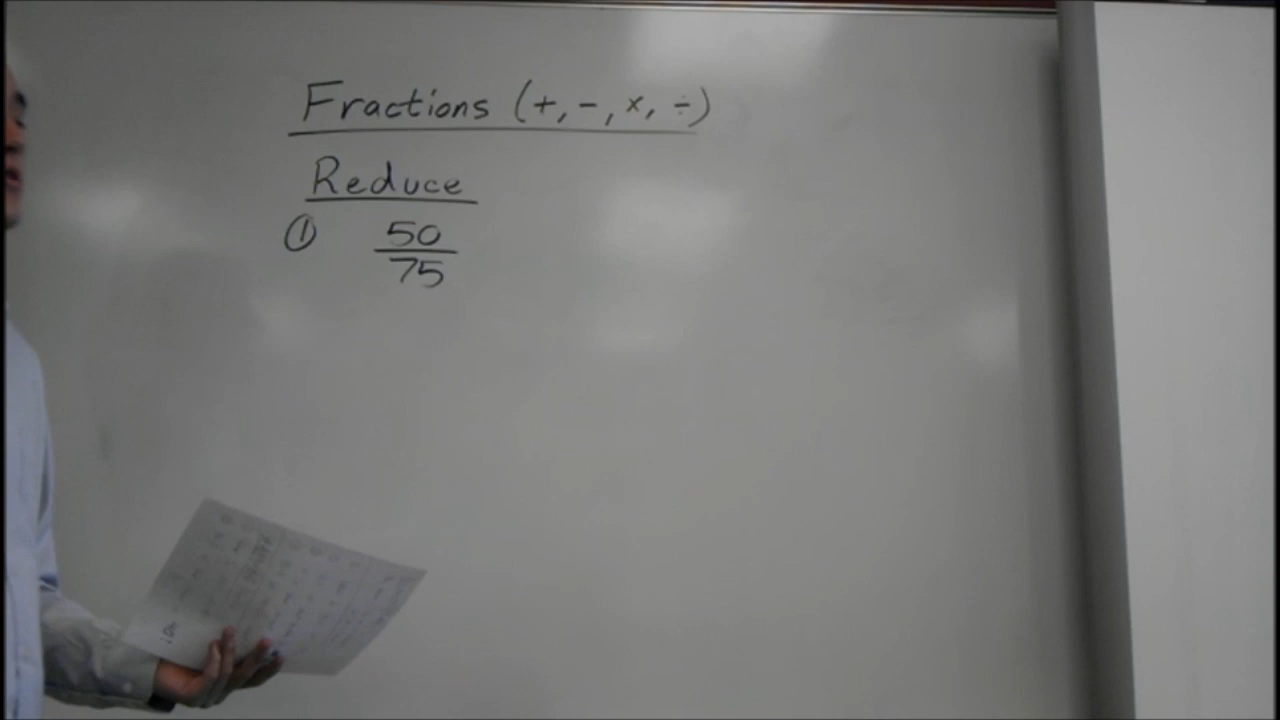 Fractions (+, -, x, ÷)
Reduce
① 50
75